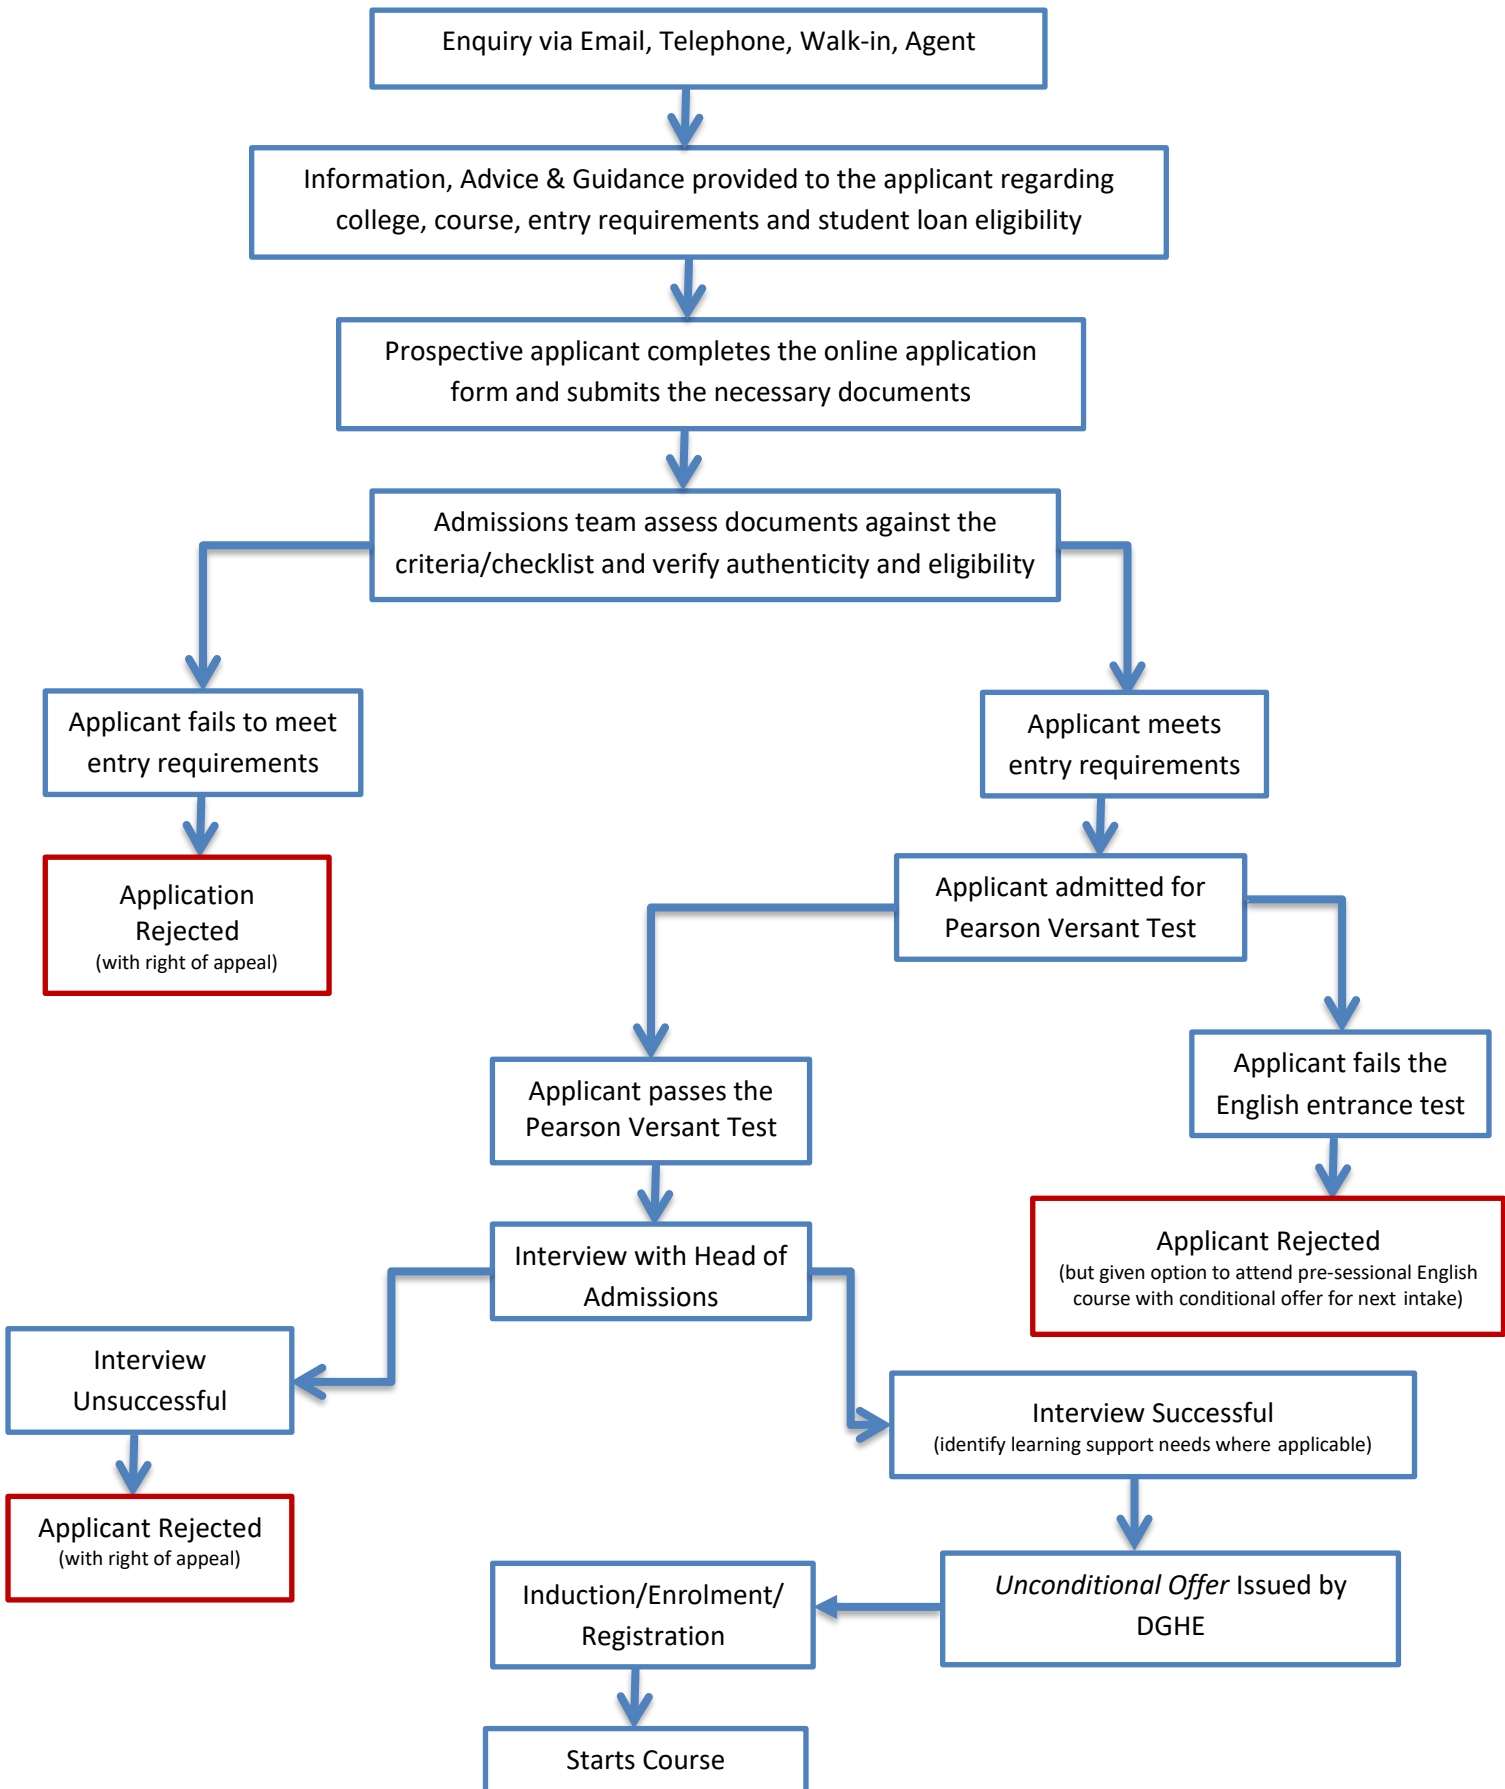 Enquiry via Email, Telephone, Walk-in, Agent
Information, Advice & Guidance provided to the applicant regarding
college, course, entry requirements and student loan eligibility
Prospective applicant completes the online application
form and submits the necessary documents
Admissions team assess documents against the
criteria/checklist and verify authenticity and eligibility
Applicant fails to meet
entry requirements
Applicant meets
entry requirements
Application
Rejected
(with right of appeal)
Applicant admitted for
Pearson Versant Test
Applicant passes the
Pearson Versant Test
Applicant fails the
English entrance test
Applicant Rejected
(but given option to attend pre-sessional English
course with conditional offer for next intake)
Interview with Head of
Admissions
Interview
Unsuccessful
Interview Successful
(identify learning support needs where applicable)
Applicant Rejected
(with right of appeal)
Unconditional Offer Issued by
DGHE
Induction/Enrolment/
Registration
Starts Course